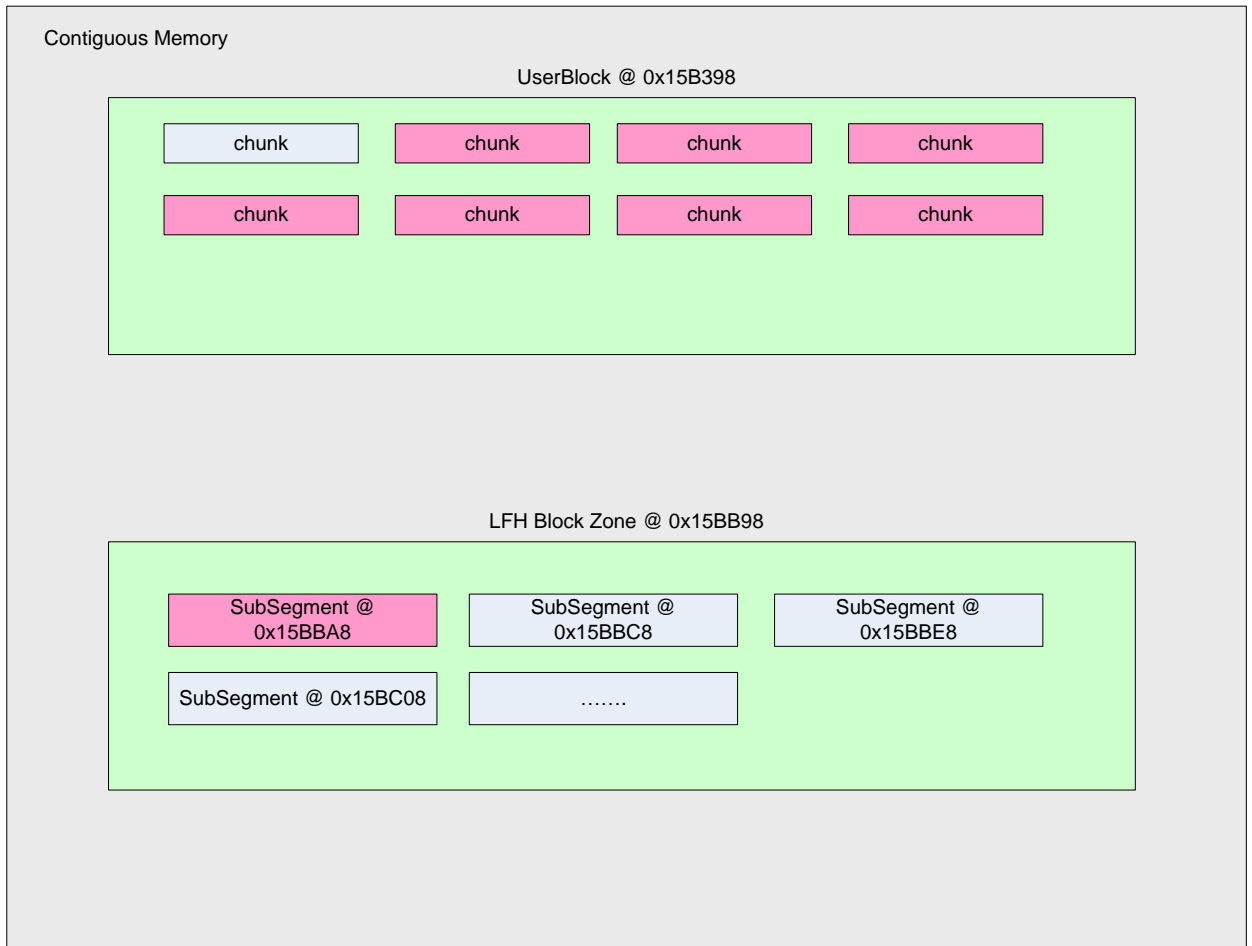 Contiguous Memory
UserBlock @ 0x15B398
chunk chunk chunk chunk
chunk chunk chunk chunk
LFH Block Zone @ 0x15BB98
SubSegment @
0x15BBA8
SubSegment @
0x15BBC8
SubSegment @
0x15BBE8
SubSegment @ 0x15BC08
…….